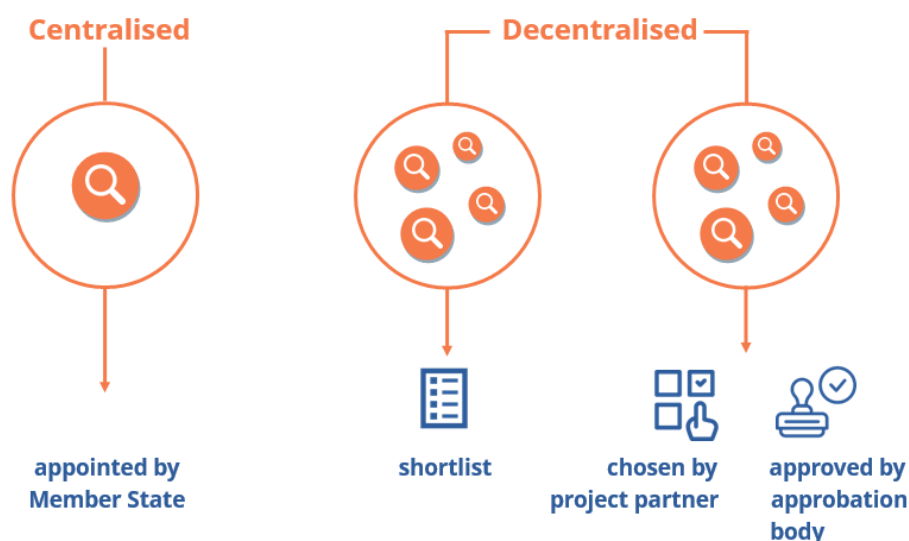 Centralised
Decentralised
appointed by
Member State
shortlist
chosen by
project partner
approved by
approbation
body